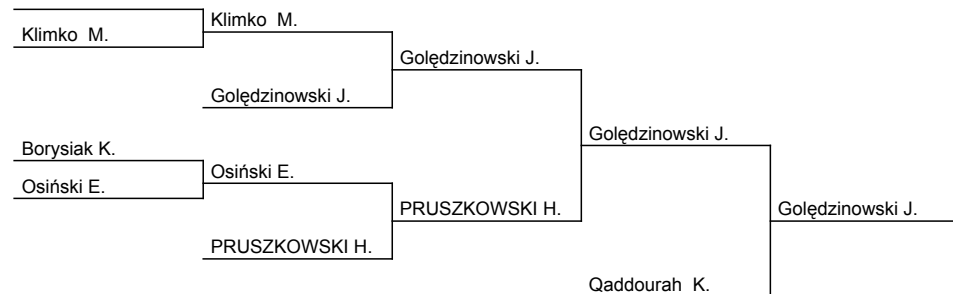 Klimko M.
Klimko M.
Golędzinowski J.
Golędzinowski J.
Borysiak K.
Osiński E.
Osiński E.
PRUSZKOWSKI H.
PRUSZKOWSKI H.
Golędzinowski J.
Qaddourah K.
Golędzinowski J.